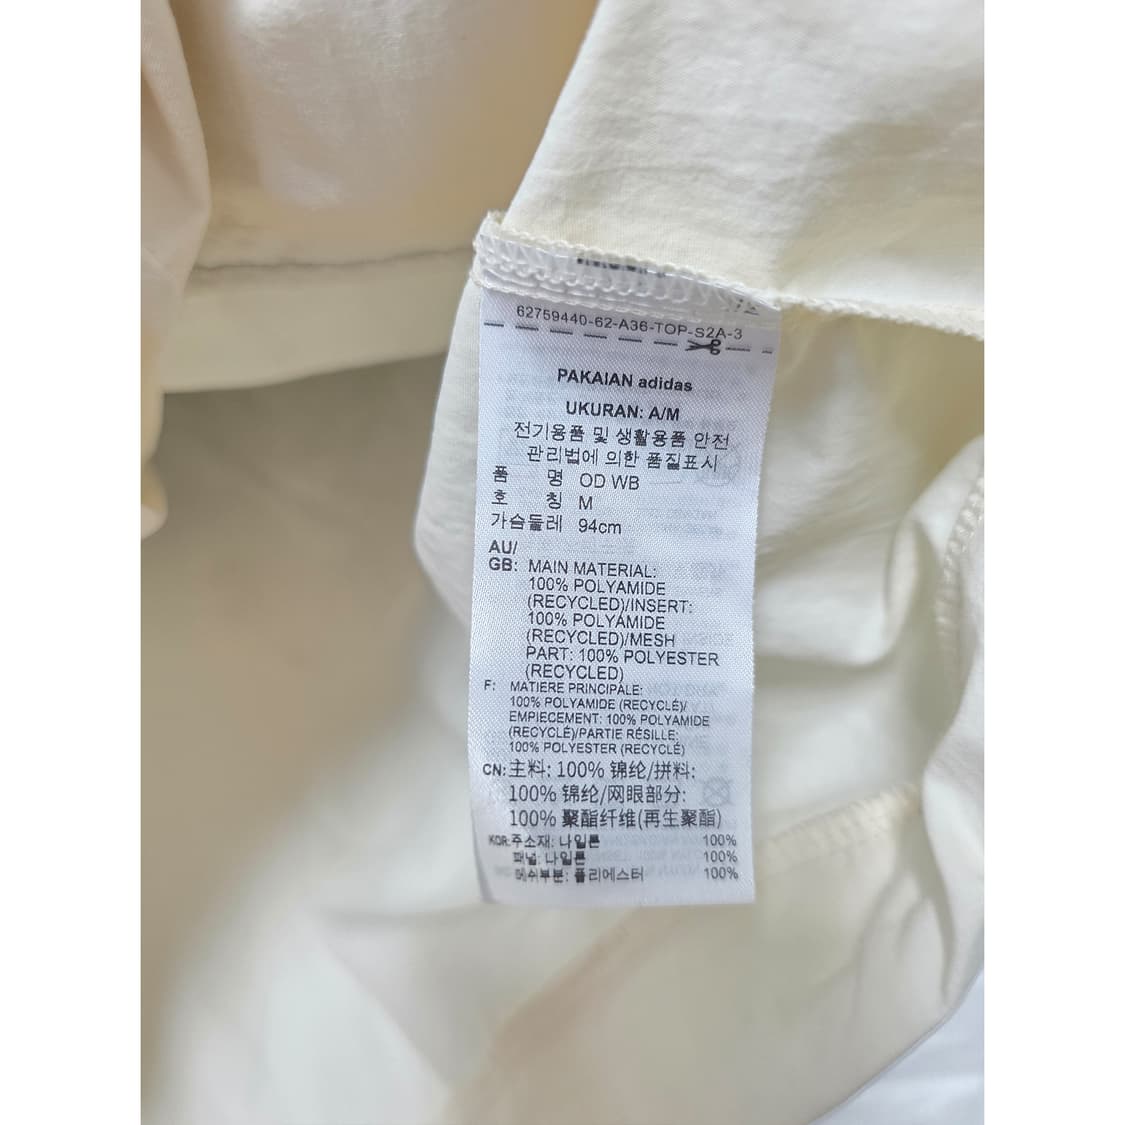 62759440-62-A36-TOP-S2A-3
PAKAIAN adidas
UKURAN: A/M
전기용품 및 생활용품 안전
관리법에 의한 품질표시
품 명 OD WB
호 칭 M
가슴둘레 94cm
AU/
GB: MAIN MATERIAL:
100% POLYAMIDE
(RECYCLED)/INSERT:
100% POLYAMIDE
(RECYCLED)/MESH
PART: 100% POLYESTER
(RECYCLED)
F: MATIERE PRINCIPALE:
100% POLYAMIDE (RECYCLÉ)/
EMPIECEMENT: 100% POLYAMIDE
(RECYCLÉ)/PARTIE RÉSILLE:
100% POLYESTER (RECYCLÉ)
CN: 主料: 100% 锦纶/拼料:
100% 锦纶/网眼部分:
100% 聚酯纤维(再生聚酯)
KOR: 주소재: 나일론 100%
패널: 나일론 100%
메쉬부분: 폴리에스터 100%